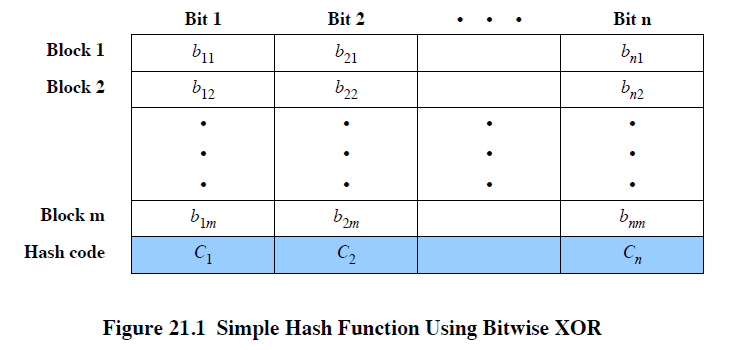 Bit 1 Bit 2 • • • Bit n
Block 1 b11 b21 bn1
Block 2 b12 b22 bn2
• • • •
• • • •
• • • •
Block m b1m b2m bnm
Hash code C1 C2 Cn
Figure 21.1 Simple Hash Function Using Bitwise XOR